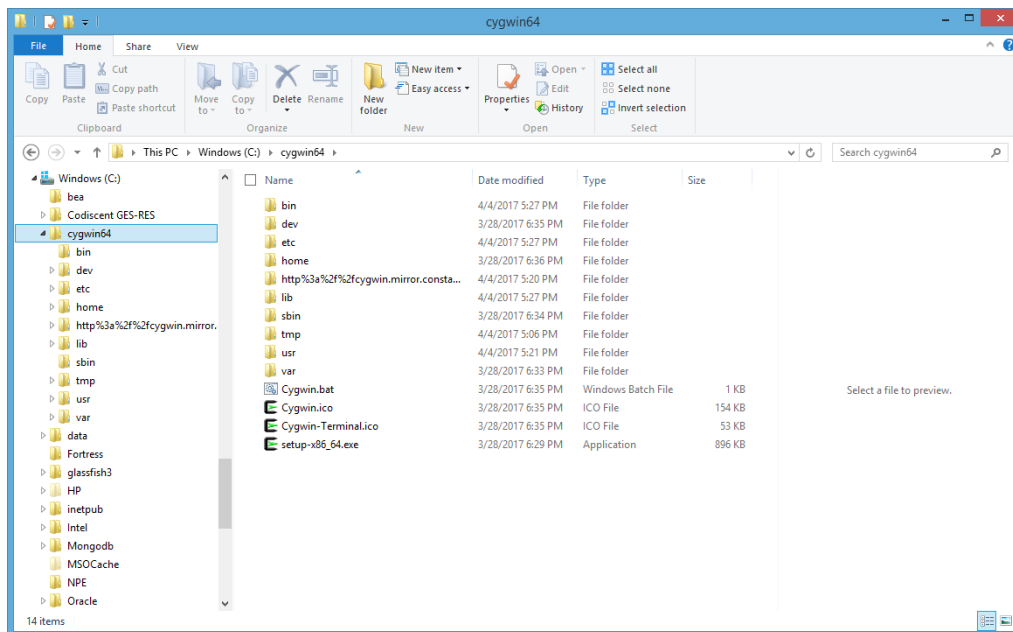 cygwin64
File Home Share View
Copy
Paste
Cut
Copy path
Paste shortcut
Clipboard
Move to
Copy to
Delete
Rename
Organize
New folder
New item
Easy access
New
Properties
Open
Edit
History
Open
Select all
Select none
Invert selection
Select
This PC Windows (C:) cygwin64
Search cygwin64
Windows (C:)
bea
Codiscent GES-RES
cygwin64
bin
dev
etc
home
http%3a%2f%2fcygwin.mirror.
lib
sbin
tmp
usr
var
data
Fortress
glassfish3
HP
inetpub
Intel
Mongodb
MSOCache
NPE
Oracle
Name Date modified Type Size
bin 4/4/2017 5:27 PM File folder
dev 3/28/2017 6:35 PM File folder
etc 4/4/2017 5:27 PM File folder
home 3/28/2017 6:36 PM File folder
http%3a%2f%2fcygwin.mirror.consta... 4/4/2017 5:20 PM File folder
lib 4/4/2017 5:27 PM File folder
sbin 3/28/2017 6:34 PM File folder
tmp 4/4/2017 5:06 PM File folder
usr 4/4/2017 5:21 PM File folder
var 3/28/2017 6:33 PM File folder
Cygwin.bat 3/28/2017 6:35 PM Windows Batch File 1 KB
Cygwin.ico 3/28/2017 6:35 PM ICO File 154 KB
Cygwin-Terminal.ico 3/28/2017 6:35 PM ICO File 53 KB
setup-x86_64.exe 3/28/2017 6:29 PM Application 896 KB
Select a file to preview.
14 items